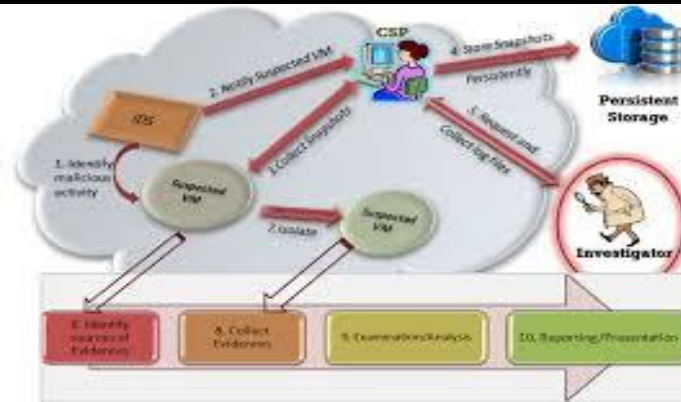 CSP
4. Store Snapshots
Persistently
2. Notify Suspected VM
IDS
Persistent
Storage
3.Collect Snapshots
5. Request and
Collect log files
1. Identify
malicious
activity
Suspected
VM
Suspected
VM
7.Isolate
Investigator
Identify
sources of
Evidences
8. Collect
Evidences
9. Examination/Analysis
10. Reporting/Presentation